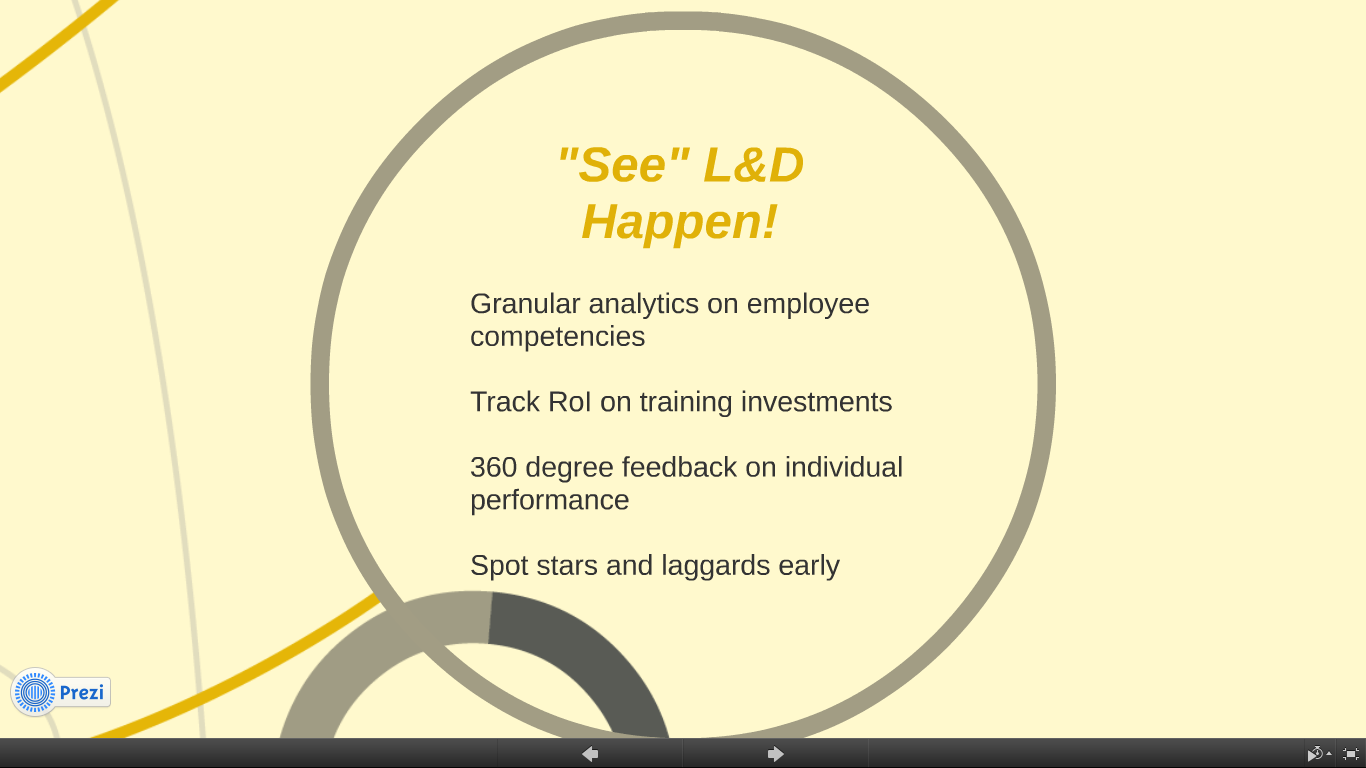 "See" L&D
Happen!
Granular analytics on employee
competencies
Track RoI on training investments
360 degree feedback on individual
performance
Spot stars and laggards early
Prezi